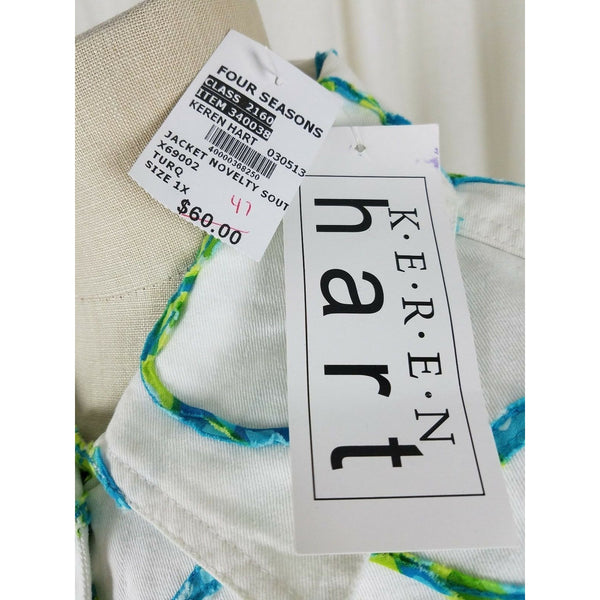 FOUR SEASONS
CLASS 2160
ITEM 340038
KEREN HART
030513
40000368250
JACKET NOVELTY SOUT
X69002
TURQ
SIZE 1X
47
$60.00
K·E·R·E·N
hart